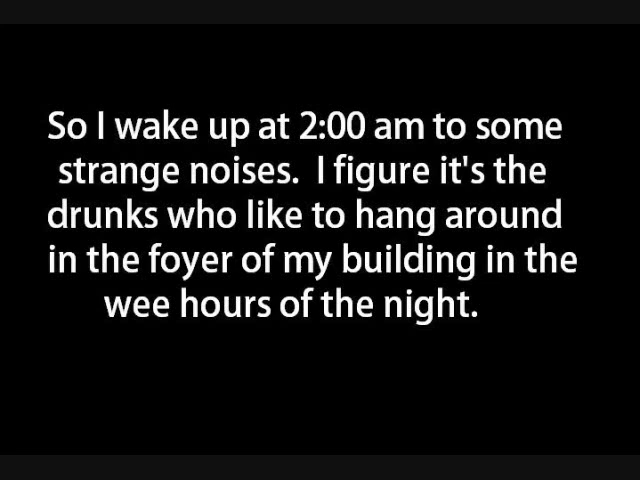 So I wake up at 2:00 am to some
strange noises.  I figure it's the
drunks who like to hang around
in the foyer of my building in the
wee hours of the night.